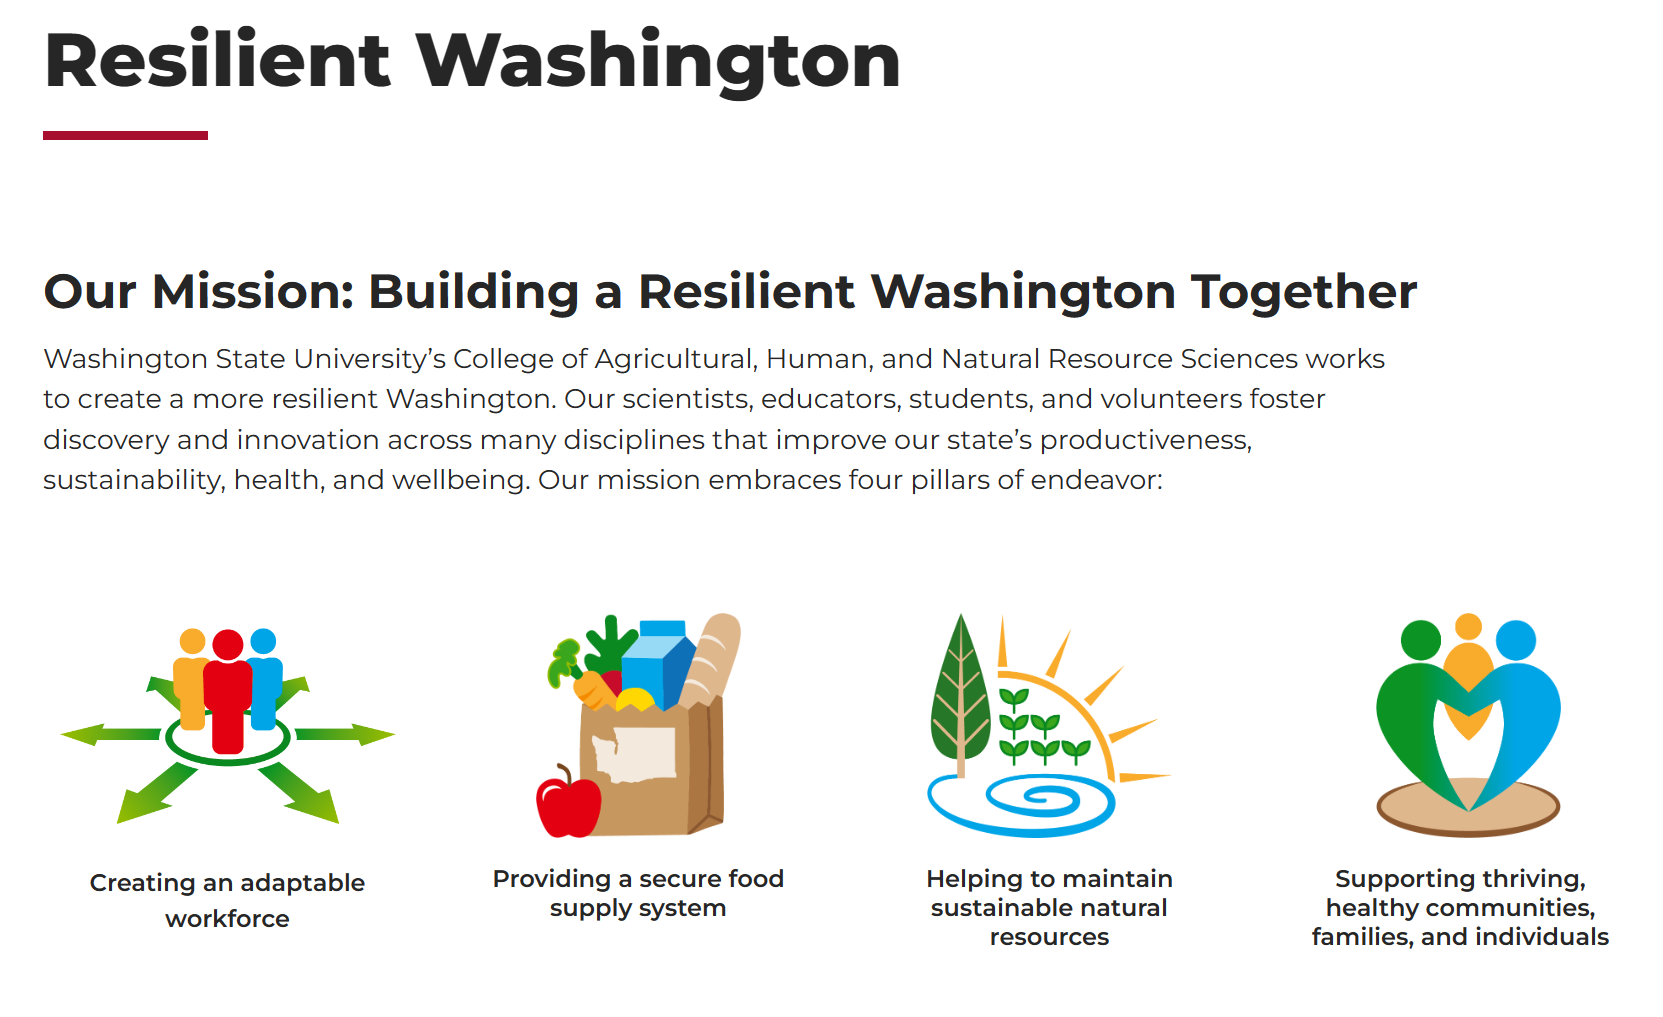 Resilient Washington
Our Mission: Building a Resilient Washington Together
Washington State University’s College of Agricultural, Human, and Natural Resource Sciences works
to create a more resilient Washington. Our scientists, educators, students, and volunteers foster
discovery and innovation across many disciplines that improve our state’s productiveness,
sustainability, health, and wellbeing. Our mission embraces four pillars of endeavor:
Creating an adaptable
workforce
Providing a secure food
supply system
Helping to maintain
sustainable natural
resources
Supporting thriving,
healthy communities,
families, and individuals